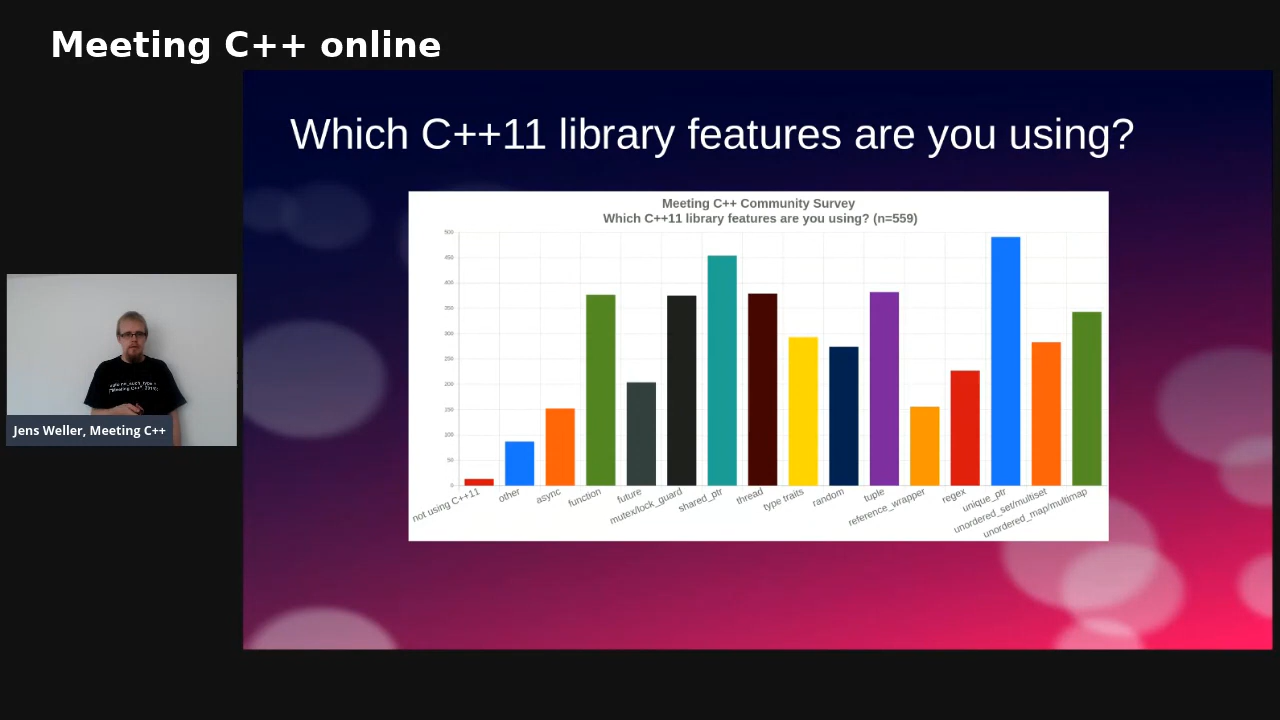 Meeting C++ online
Which C++11 library features are you using?
Meeting C++ Community Survey
Which C++11 library features are you using? (n=559)
500
450
400
350
300
250
200
150
100
50
0
not using C++11
other
async
function
future
mutex/lock_guard
shared_ptr
thread
type traits
random
tuple
reference_wrapper
regex
unique_ptr
unordered_set/multiset
unordered_map/multimap
Jens Weller, Meeting C++